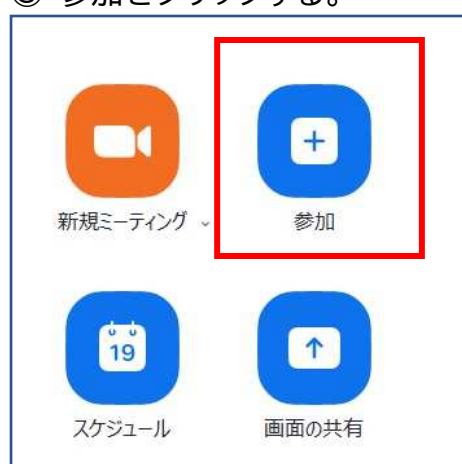 参加をクリックする。
新規ミーティング
参加
19
スケジュール
画面の共有